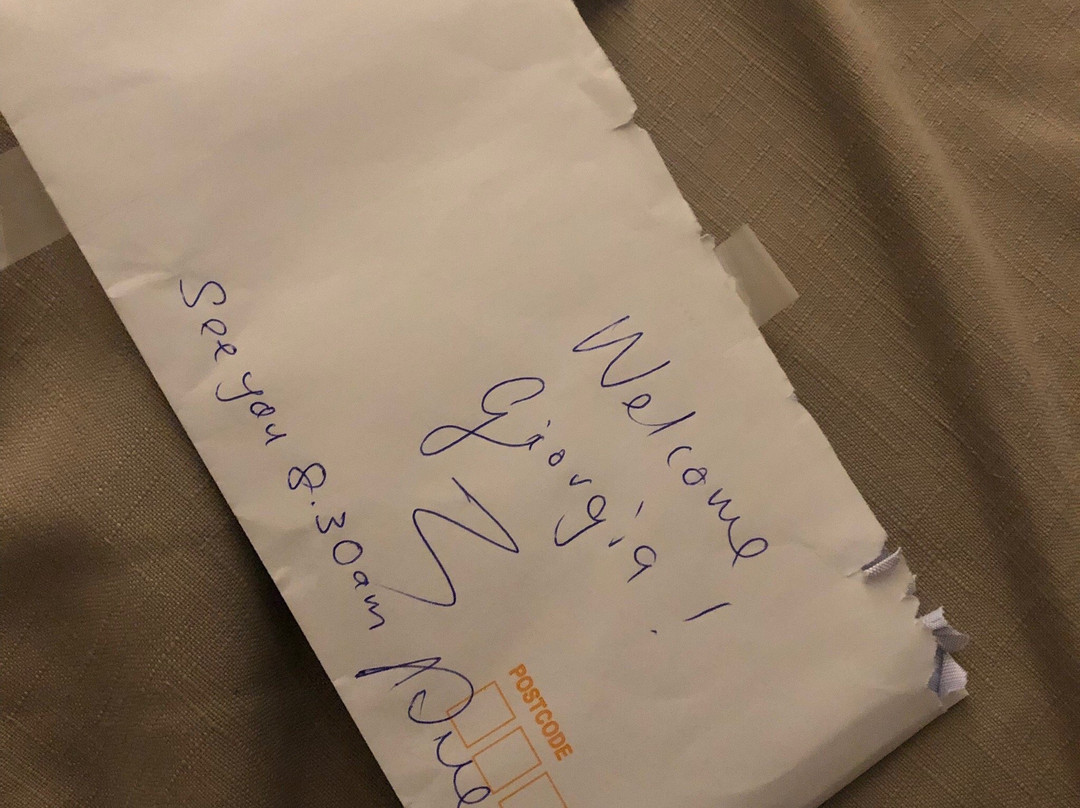 Welcome !
Giorgia
See you 8.30am
POSTCODE